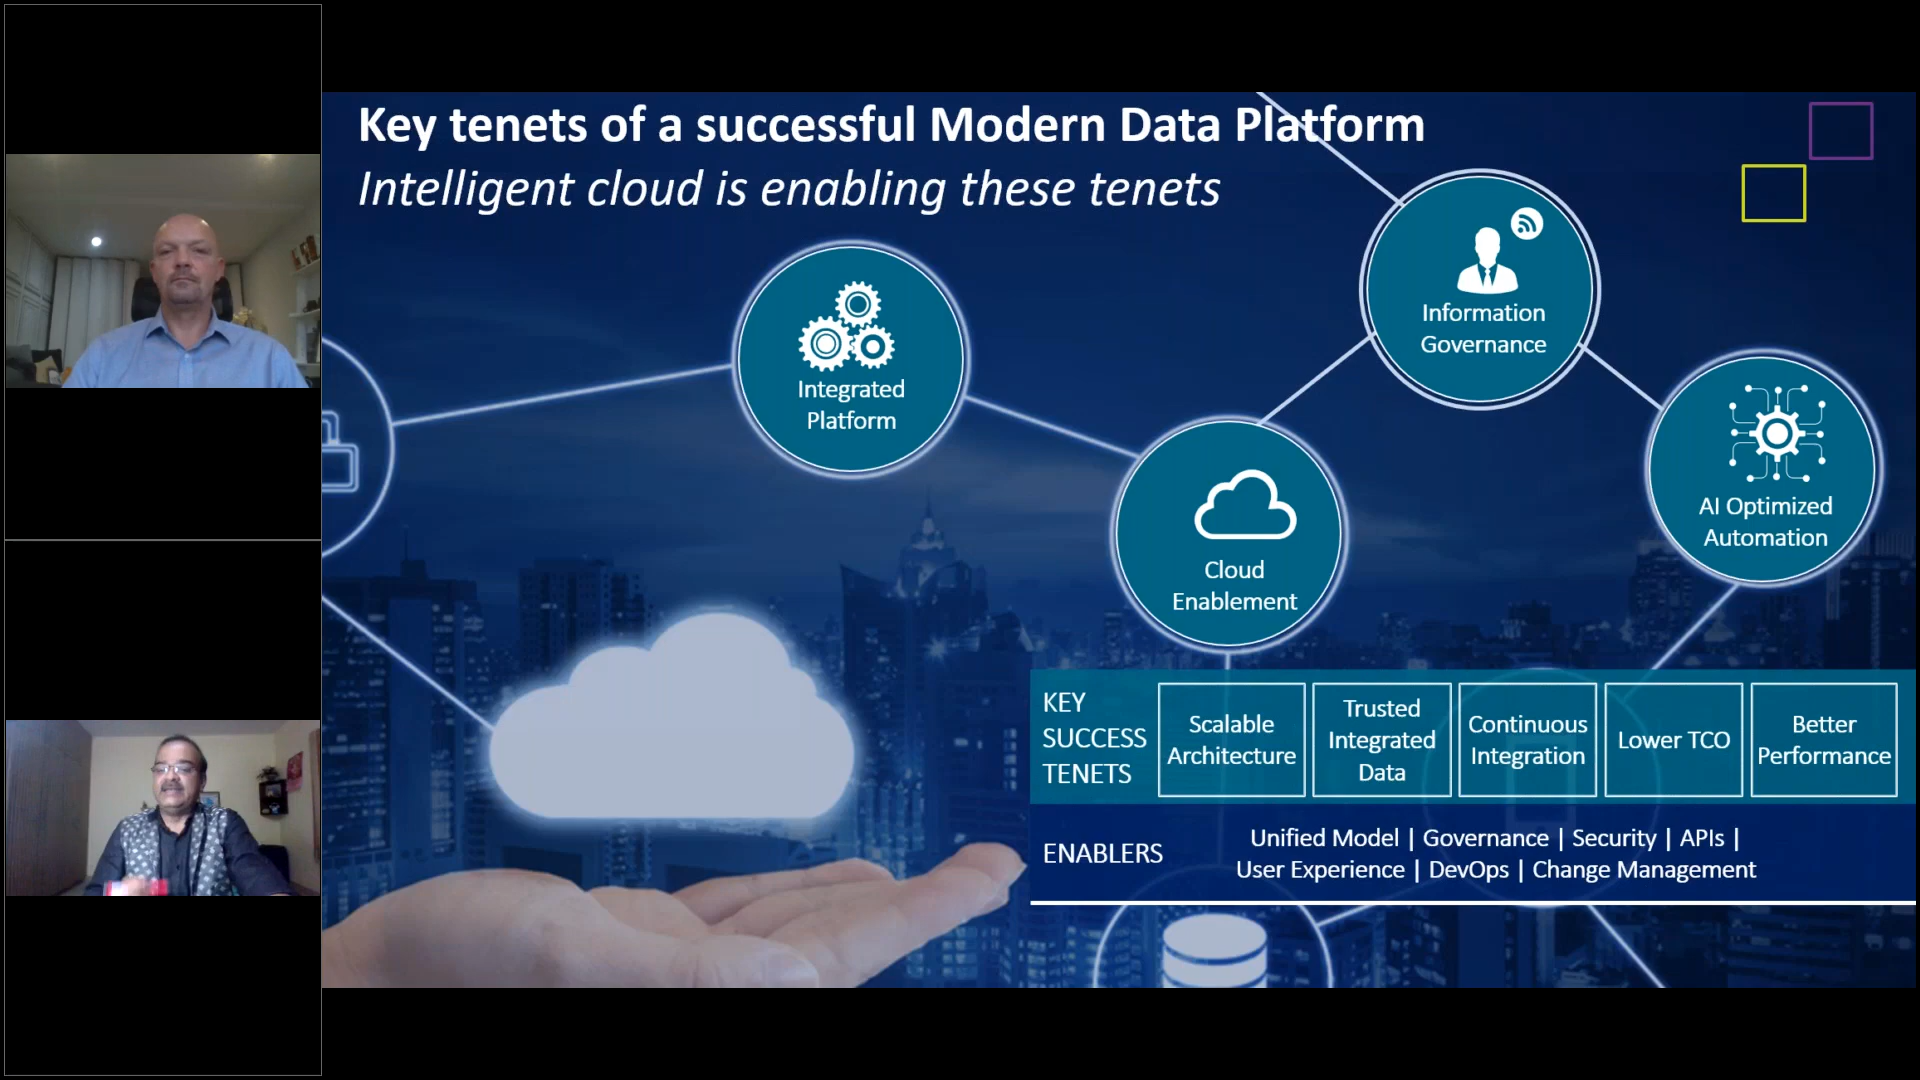 Key tenets of a successful Modern Data Platform
Intelligent cloud is enabling these tenets
Integrated
Platform
Information
Governance
Cloud
Enablement
AI Optimized
Automation
KEY
SUCCESS
TENETS
Scalable
Architecture
Trusted
Integrated
Data
Continuous
Integration
Lower TCO
Better
Performance
ENABLERS
Unified Model | Governance | Security | APIs |
User Experience | DevOps | Change Management